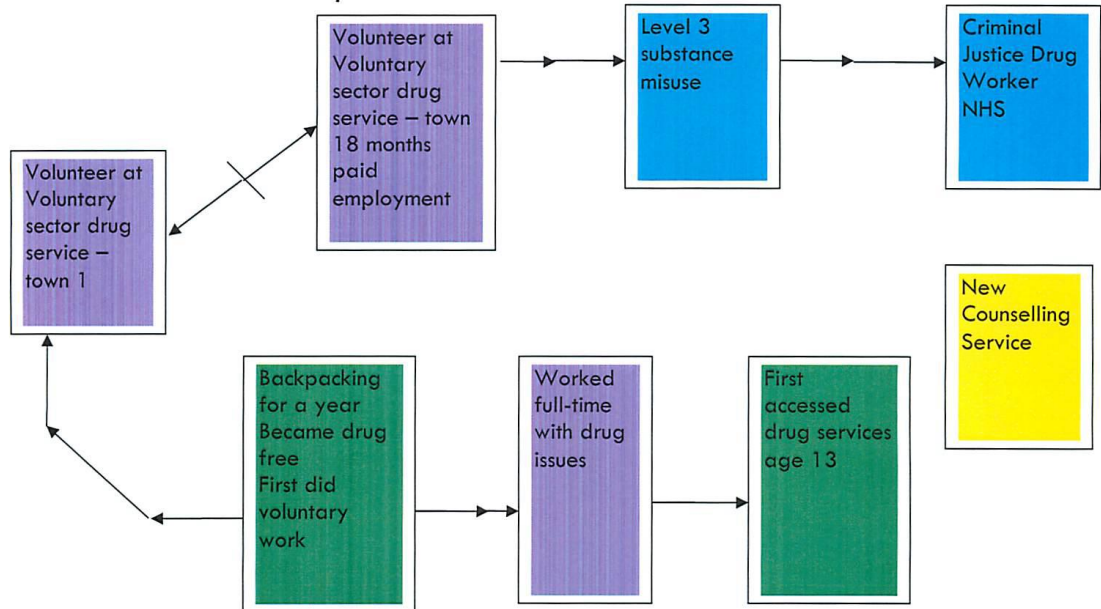 Volunteer at
Voluntary
sector drug
service – town
18 months
paid
employment
Level 3
substance
misuse
Criminal
Justice Drug
Worker
NHS
Volunteer at
Voluntary
sector drug
service –
town 1
New
Counselling
Service
Backpacking
for a year
Became drug
free
First did
voluntary
work
Worked
full-time
with drug
issues
First
accessed
drug services
age 13